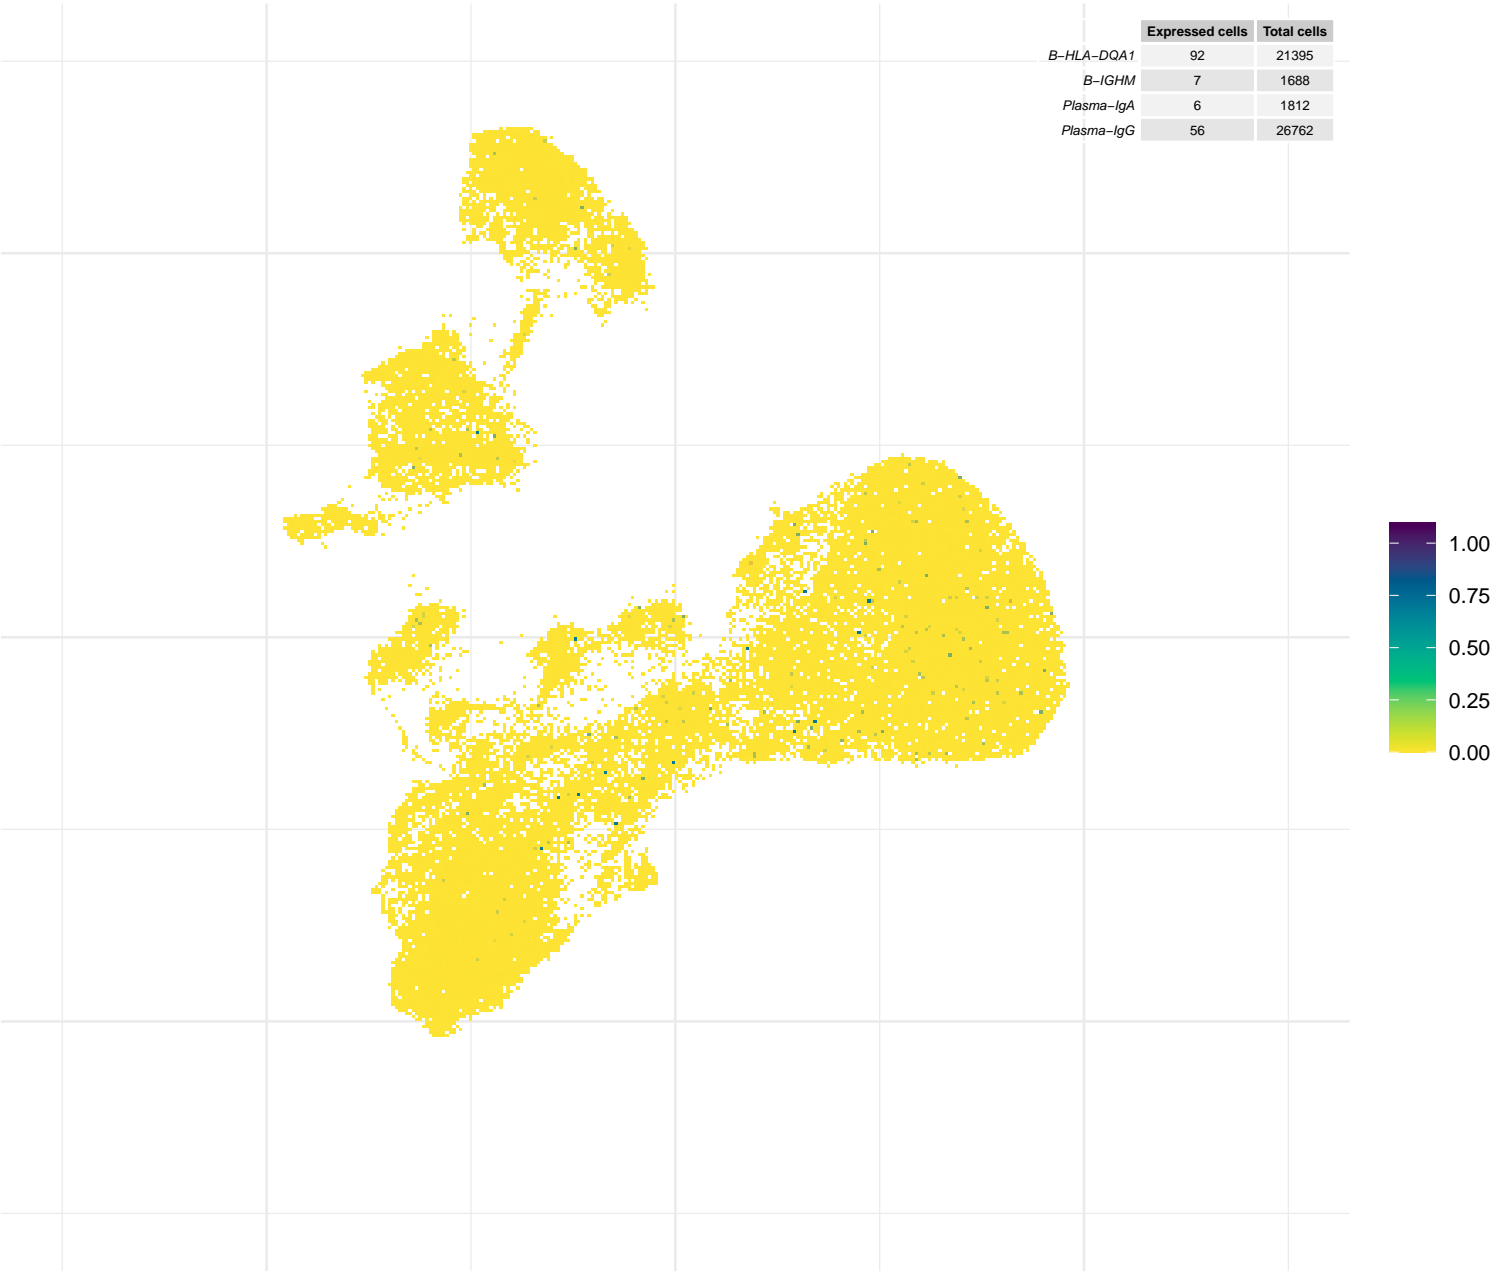 Expressed cells Total cells
B−HLA−DQA1 92 21395
B−IGHM 7 1688
Plasma−IgA 6 1812
Plasma−IgG 56 26762
1.00
0.75
0.50
0.25
0.00